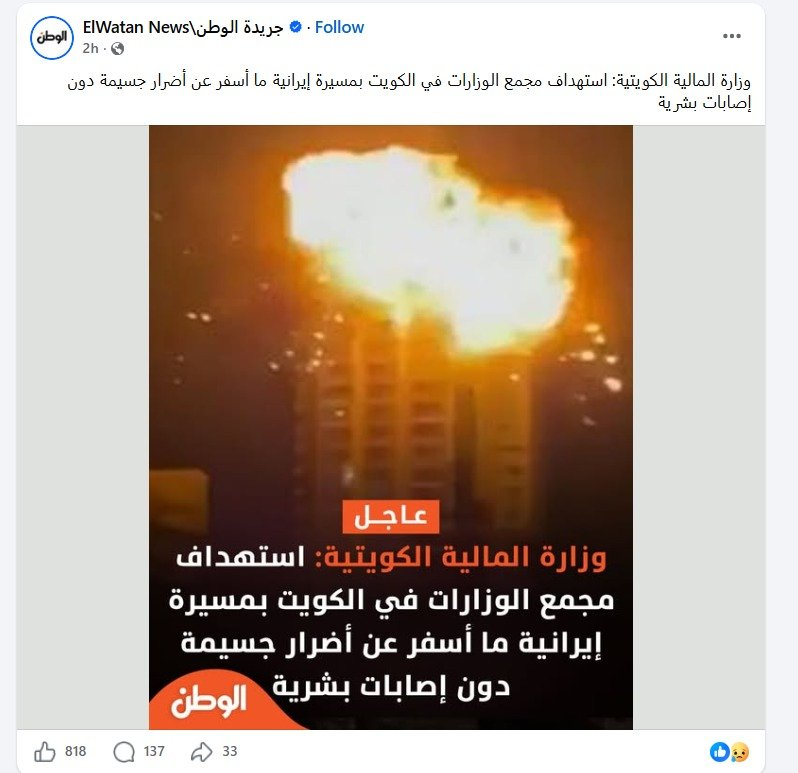 ElWatan News\جريدة الوطن · Follow
2h ·
وزارة المالية الكويتية: استهداف مجمع الوزارات في الكويت بمسيرة إيرانية ما أسفر عن أضرار جسيمة دون
إصابات بشرية
عاجل
وزارة المالية الكويتية: استهداف
مجمع الوزارات في الكويت بمسيرة
إيرانية ما أسفر عن أضرار جسيمة
دون إصابات بشرية
الوطن
818 137 33